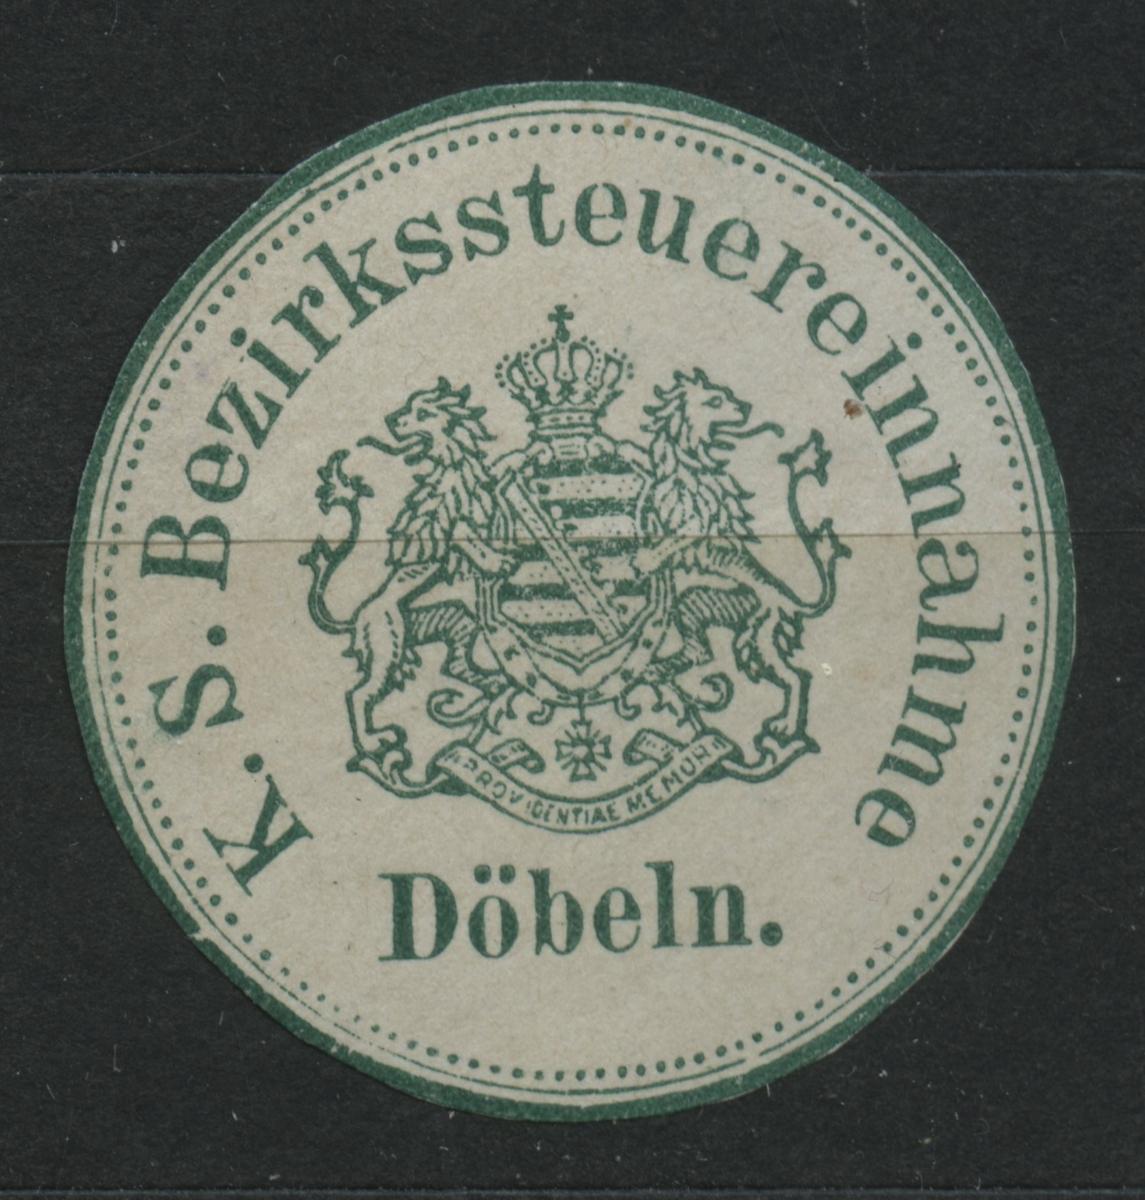 K. S. Bezirkssteuereinnahme
PROVIDENTIAE MEMOR
Döbeln.